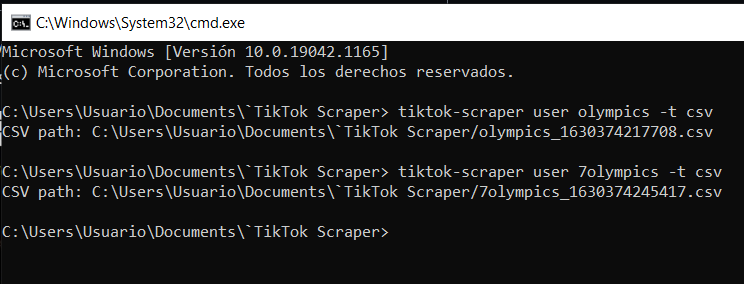 C:\Windows\System32\cmd.exe
Microsoft Windows [Versión 10.0.19042.1165]
(c) Microsoft Corporation. Todos los derechos reservados.
C:\Users\Usuario\Documents\`TikTok Scraper> tiktok-scraper user olympics -t csv
CSV path: C:\Users\Usuario\Documents\`TikTok Scraper/olympics_1630374217708.csv
C:\Users\Usuario\Documents\`TikTok Scraper> tiktok-scraper user 7olympics -t csv
CSV path: C:\Users\Usuario\Documents\`TikTok Scraper/7olympics_1630374245417.csv
C:\Users\Usuario\Documents\`TikTok Scraper>